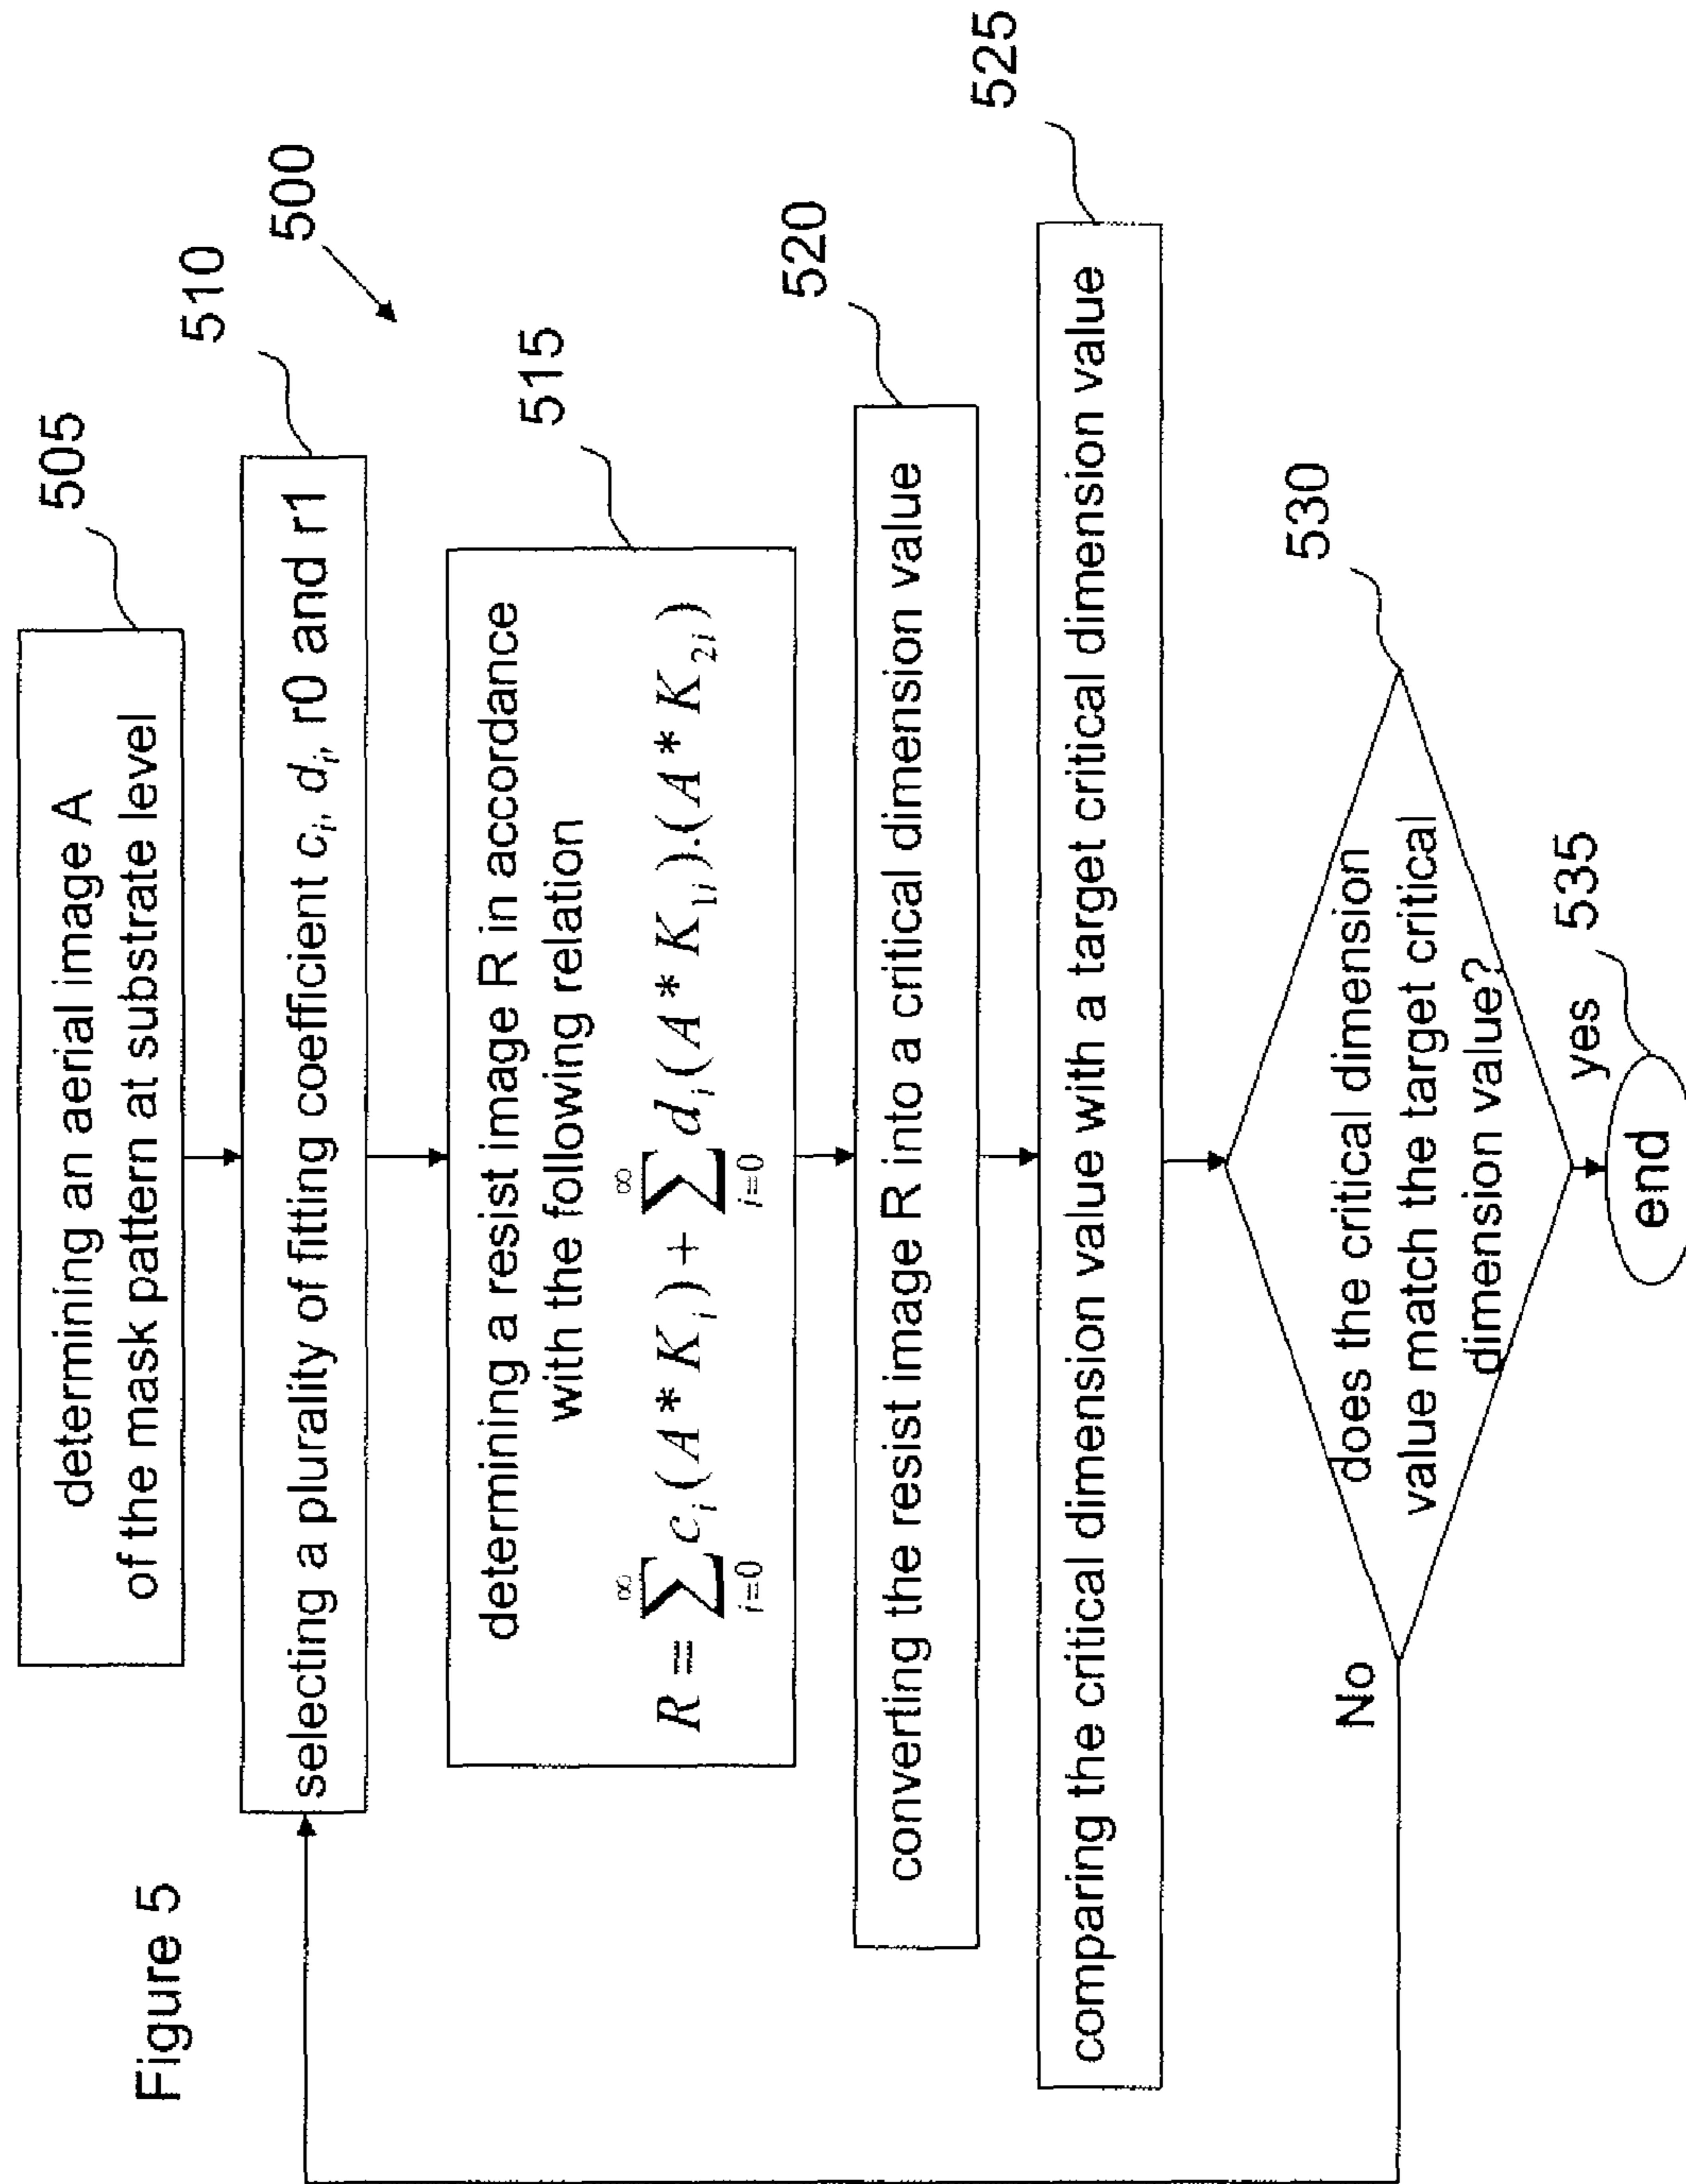 Figure 5
500
505
determining an aerial image A
of the mask pattern at substrate level
510
selecting a plurality of fitting coefficient c_i, d_i, r0 and r1
515
determining a resist image R in accordance
with the following relation
R = \sum_{i=0}^{\infty} c_i (A * K_i) + \sum_{i=0}^{\infty} d_i (A * K_{1i}).(A * K_{2i})
520
converting the resist image R into a critical dimension value
525
comparing the critical dimension value with a target critical dimension value
530
does the critical dimension
value match the target critical
dimension value?
No
yes
535
end